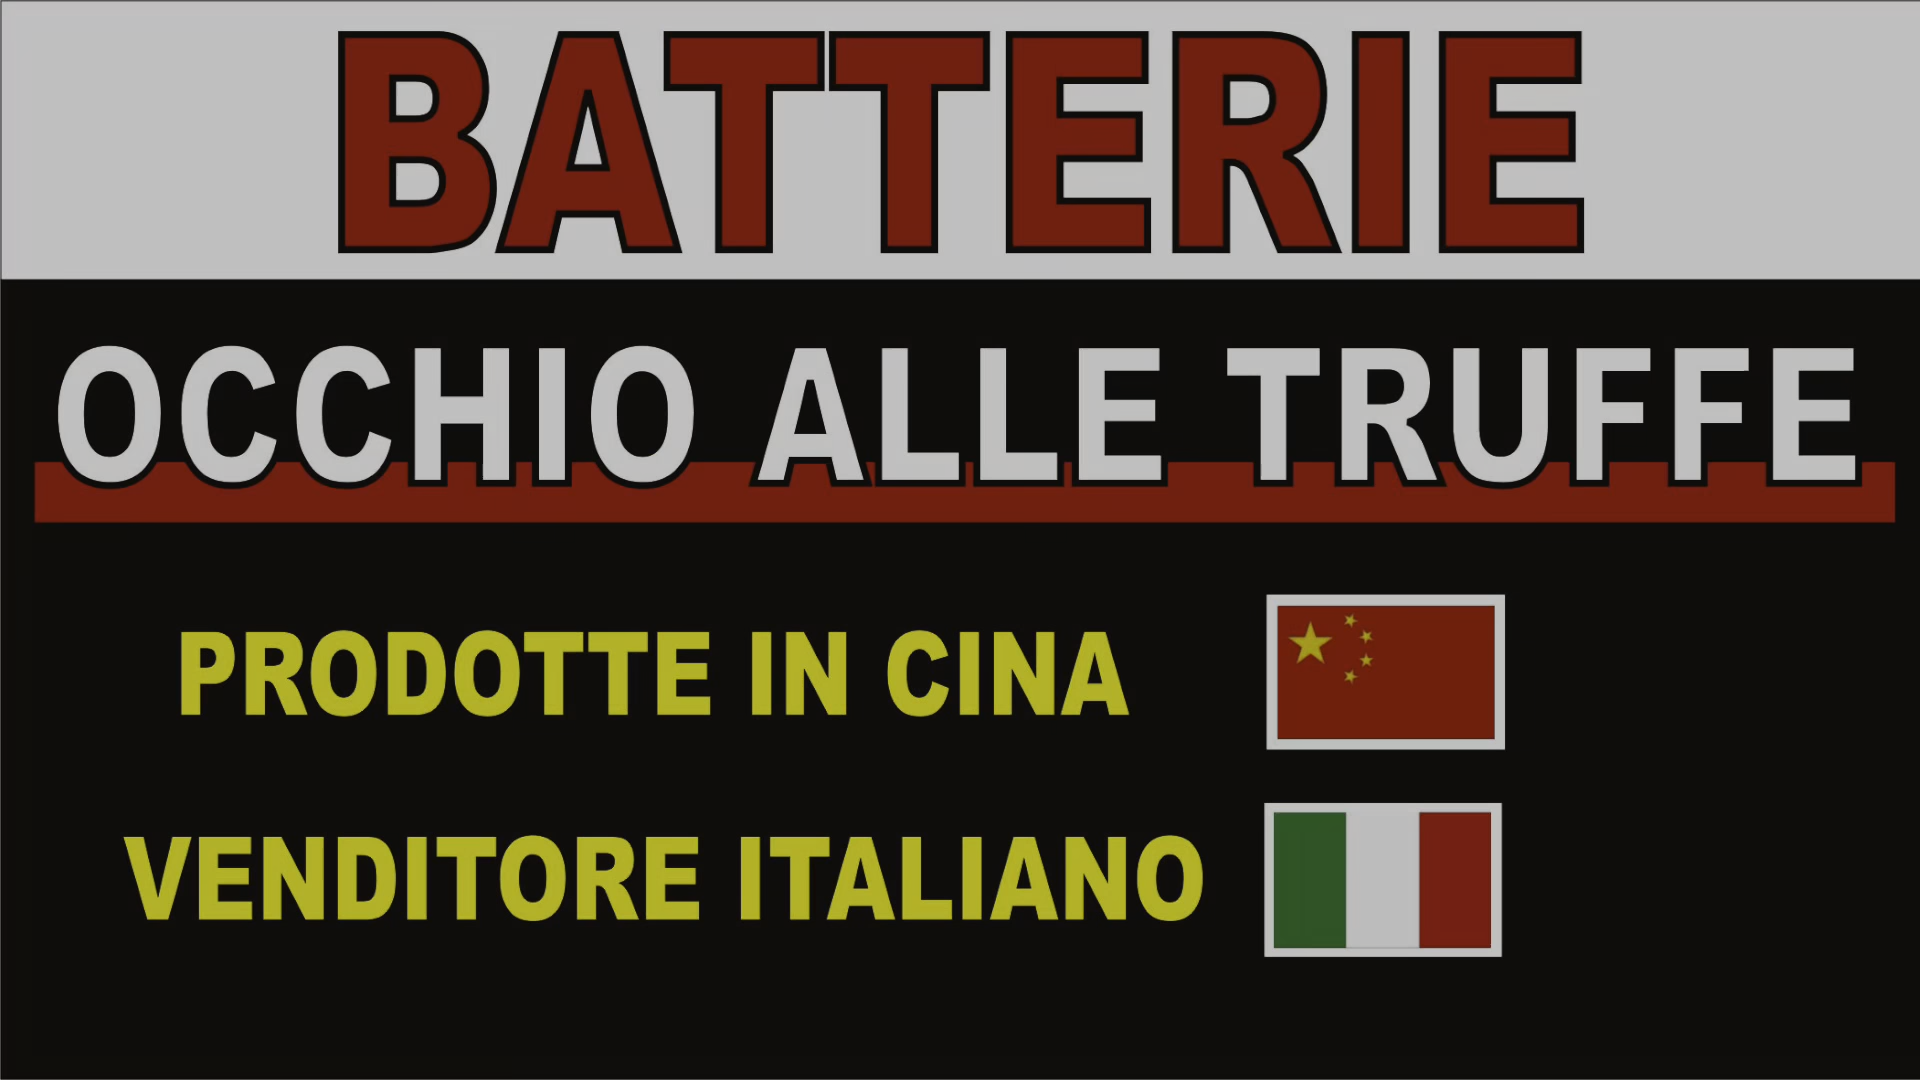 BATTERIE
OCCHIO ALLE TRUFFE
PRODOTTE IN CINA
VENDITORE ITALIANO